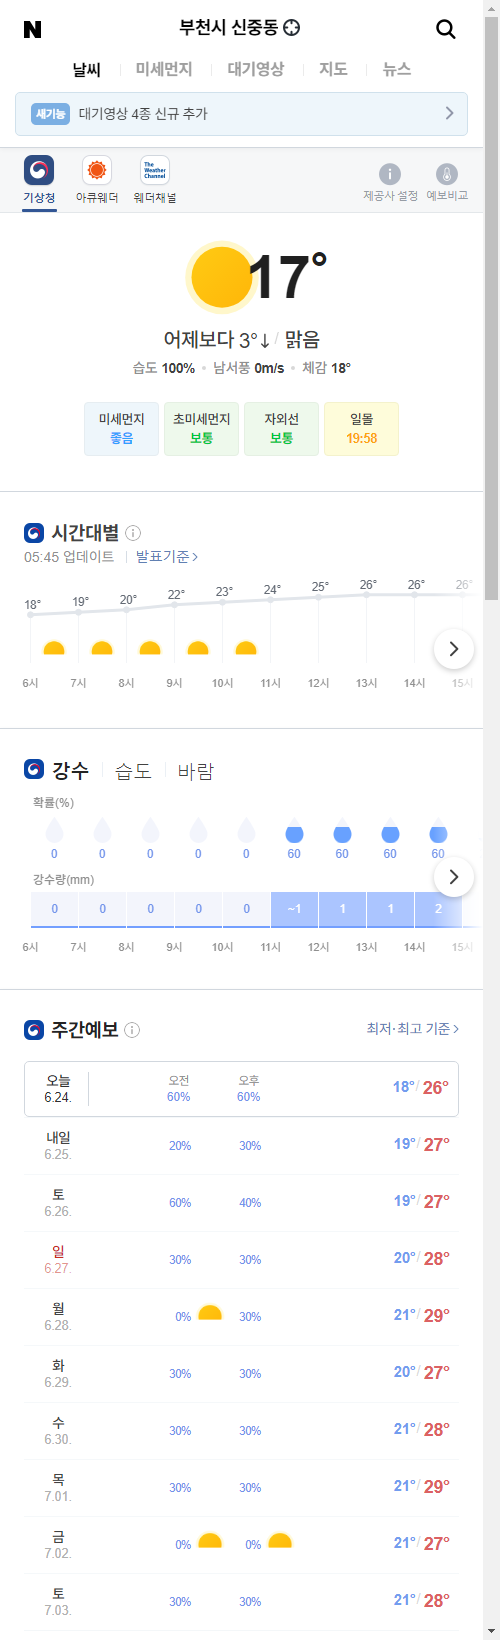 N
부천시 신중동
날씨 미세먼지 대기영상 지도 뉴스
새기능 대기영상 4종 신규 추가
The Weather Channel
기상청 아큐웨더 웨더채널 제공사 설정 예보비교
17°
어제보다 3°↓ / 맑음
습도 100% • 남서풍 0m/s • 체감 18°
미세먼지 초미세먼지 자외선 일몰
좋음 보통 보통 19:58
시간대별
05:45 업데이트 발표기준 >
18° 19° 20° 22° 23° 24° 25° 26° 26° 26°
6시 7시 8시 9시 10시 11시 12시 13시 14시 15시
강수 습도 바람
확률(%)
0 0 0 0 0 60 60 60 60
강수량(mm)
0 0 0 0 0 ~1 1 1 2
6시 7시 8시 9시 10시 11시 12시 13시 14시 15시
주간예보 최저·최고 기준 >
오늘 오전 오후
6.24. 60% 60% 18°/ 26°
내일
6.25. 20% 30% 19°/ 27°
토
6.26. 60% 40% 19°/ 27°
일
6.27. 30% 30% 20°/ 28°
월
6.28. 0% 30% 21°/ 29°
화
6.29. 30% 30% 20°/ 27°
수
6.30. 30% 30% 21°/ 28°
목
7.01. 30% 30% 21°/ 29°
금
7.02. 0% 0% 21°/ 27°
토
7.03. 30% 30% 21°/ 28°